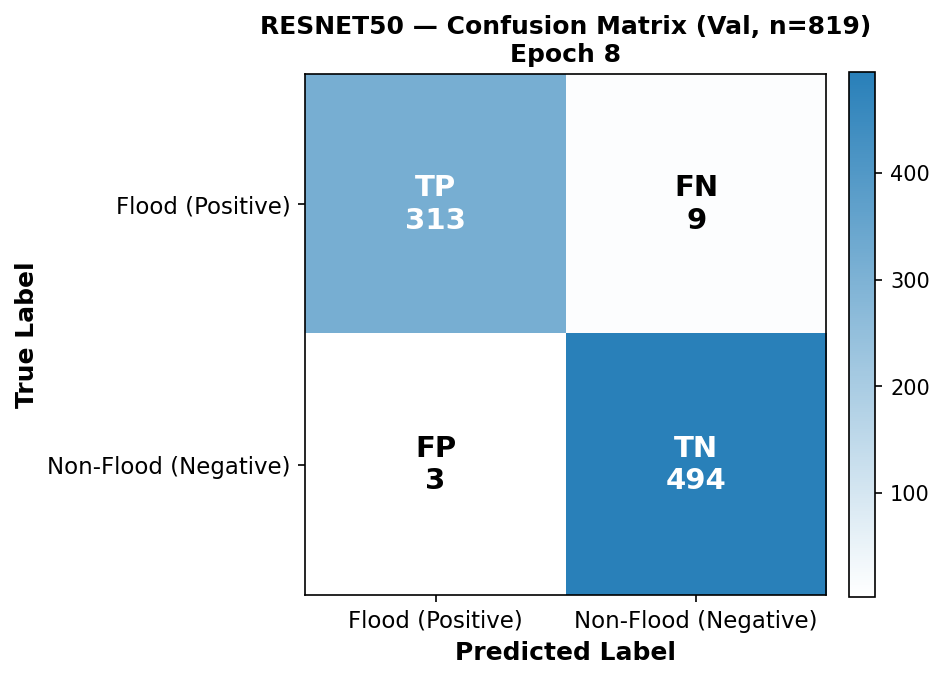 RESNET50 — Confusion Matrix (Val, n=819)
Epoch 8
True Label
Flood (Positive)
Non-Flood (Negative)
TP
313
FN
9
FP
3
TN
494
400
300
200
100
Flood (Positive)
Non-Flood (Negative)
Predicted Label